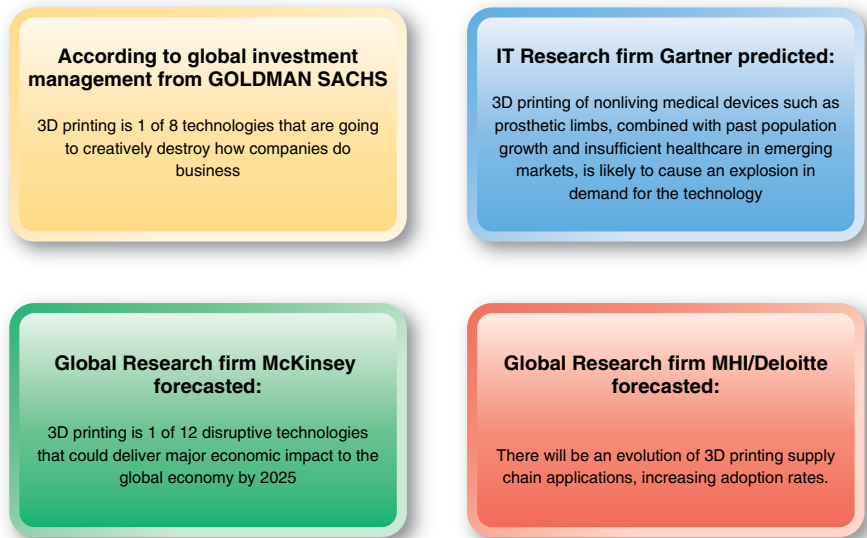 According to global investment
management from GOLDMAN SACHS
3D printing is 1 of 8 technologies that are going
to creatively destroy how companies do
business
IT Research firm Gartner predicted:
3D printing of nonliving medical devices such as
prosthetic limbs, combined with past population
growth and insufficient healthcare in emerging
markets, is likely to cause an explosion in
demand for the technology
Global Research firm McKinsey
forecasted:
3D printing is 1 of 12 disruptive technologies
that could deliver major economic impact to the
global economy by 2025
Global Research firm MHI/Deloitte
forecasted:
There will be an evolution of 3D printing supply
chain applications, increasing adoption rates.